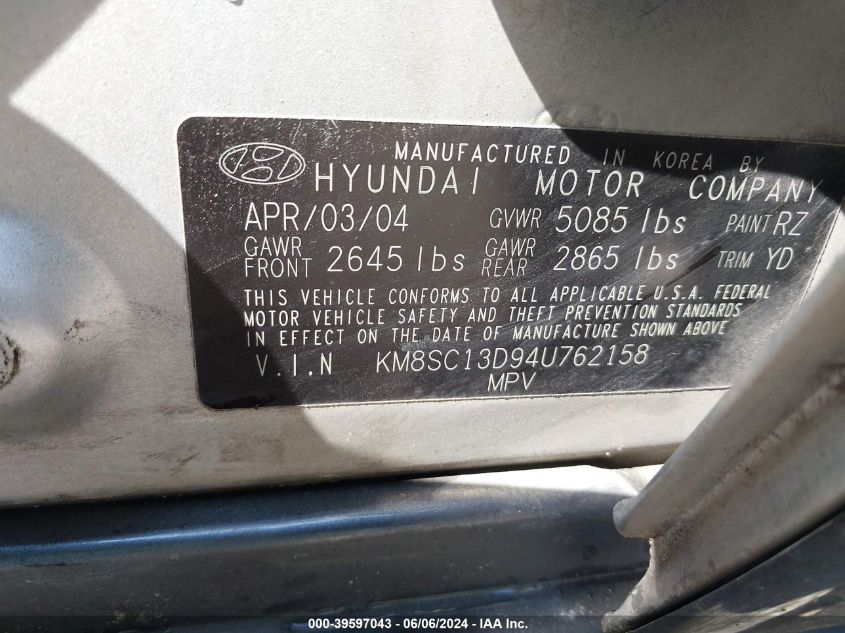 MANUFACTURED IN KOREA BY
HYUNDAI MOTOR COMPANY
APR/03/04 GVWR 5085 lbs PAINT RZ
GAWR FRONT 2645 lbs GAWR REAR 2865 lbs TRIM YD
THIS VEHICLE CONFORMS TO ALL APPLICABLE U.S.A. FEDERAL
MOTOR VEHICLE SAFETY AND THEFT PREVENTION STANDARDS
IN EFFECT ON THE DATE OF MANUFACTURE SHOWN ABOVE
V.I.N KM8SC13D94U762158
MPV
000-39597043 - 06/06/2024 - IAA Inc.